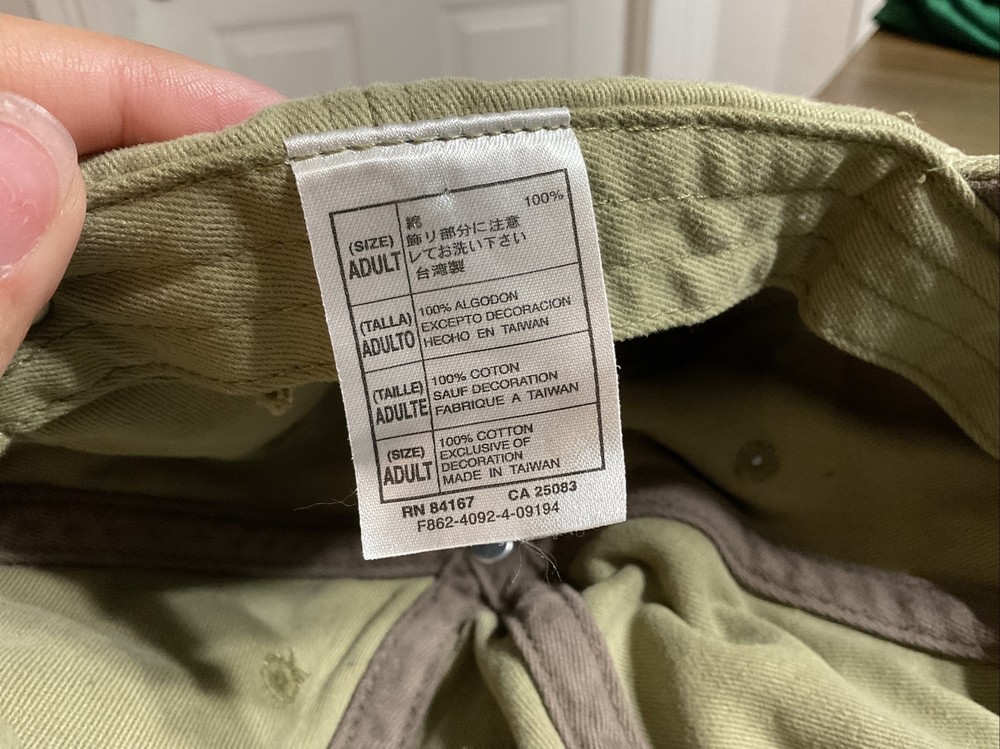 (SIZE)
ADULT
綿 100%
飾り部分に注意
してお洗い下さい
台湾製
(TALLA)
ADULTO
100% ALGODON
EXCEPTO DECORACION
HECHO EN TAIWAN
(TAILLE)
ADULTE
100% COTON
SAUF DECORATION
FABRIQUE A TAIWAN
(SIZE)
ADULT
100% COTTON
EXCLUSIVE OF
DECORATION
MADE IN TAIWAN
RN 84167 CA 25083
F862-4092-4-09194